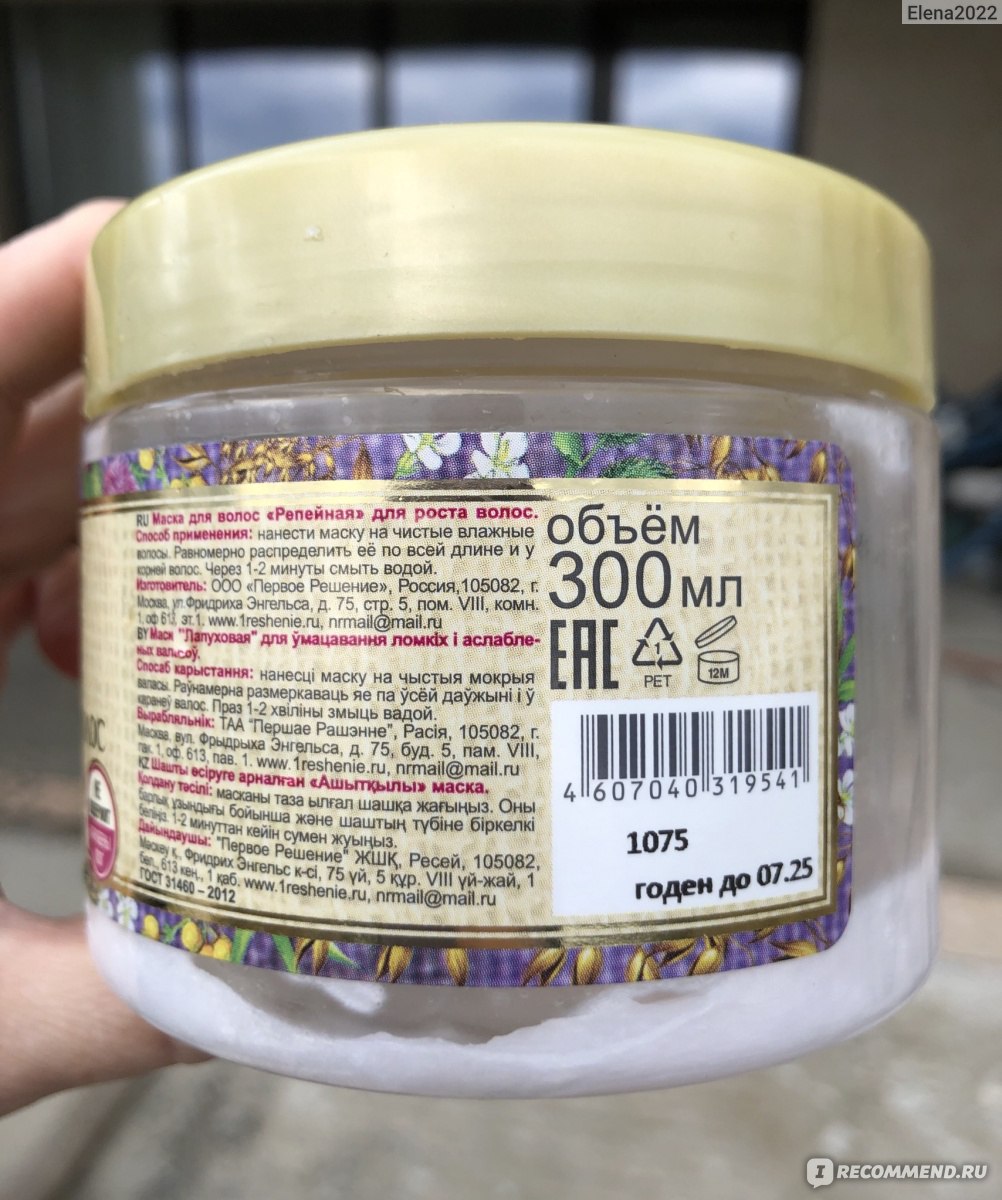 Elena2022
RU Маска для волос «Репейная» для роста волос.
Способ применения: нанести маску на чистые влажные
волосы. Равномерно распределить её по всей длине и у
корней волос. Через 1-2 минуты смыть водой.
Изготовитель: ООО «Первое Решение», Россия,105082, г.
Москва, ул.Фридриха Энгельса, д. 75, стр. 5, пом. VIII, комн.
1, оф 613, эт.1. www.1reshenie.ru, nrmail@mail.ru
BY Мася "Лапуховая" для ўмацавання ломкіх і аслабле-
ных валасоў.
Спосаб карыстання: нанесці маску на чыстыя мокрыя
валасы. Раўнамерна размеркаваць яе па ўсёй даўжыні і ў
каранёў валос. Праз 1-2 хвіліны змыць вадой.
Вырабляльнік: ТАА "Першае Рашэнне", Расія, 105082, г.
Масква, вул. Фрыдрыха Энгельса, д. 75, буд. 5, пам. VIII,
пак. 1, оф. 613, пав. 1. www.1reshenie.ru, nrmail@mail.ru
KZ Шашты өсіруге арналған «Ашытқылы» маска.
Қолдану тәсілі: масканы таза ылғал шашқа жағыңыз. Оны
барлық ұзындығы бойынша және шаштың түбіне біркелкі
бөліңіз. 1-2 минуттан кейін сумен жуыңыз.
Дайындаушы: "Первое Решение" ЖШҚ, Ресей, 105082,
Мәскеу қ., Фридрих Энгельс к-сі, 75 үй, 5 құр. VIII үй-жай, 1
бөл., 613 кең., 1 қаб. www.1reshenie.ru, nrmail@mail.ru
ГОСТ 31460 – 2012
объём
300 мл
EAC
1
PET
12M
4 607040 319541
1075
годен до 07.25
ЛОС
НЕ
I RECOMMEND.RU